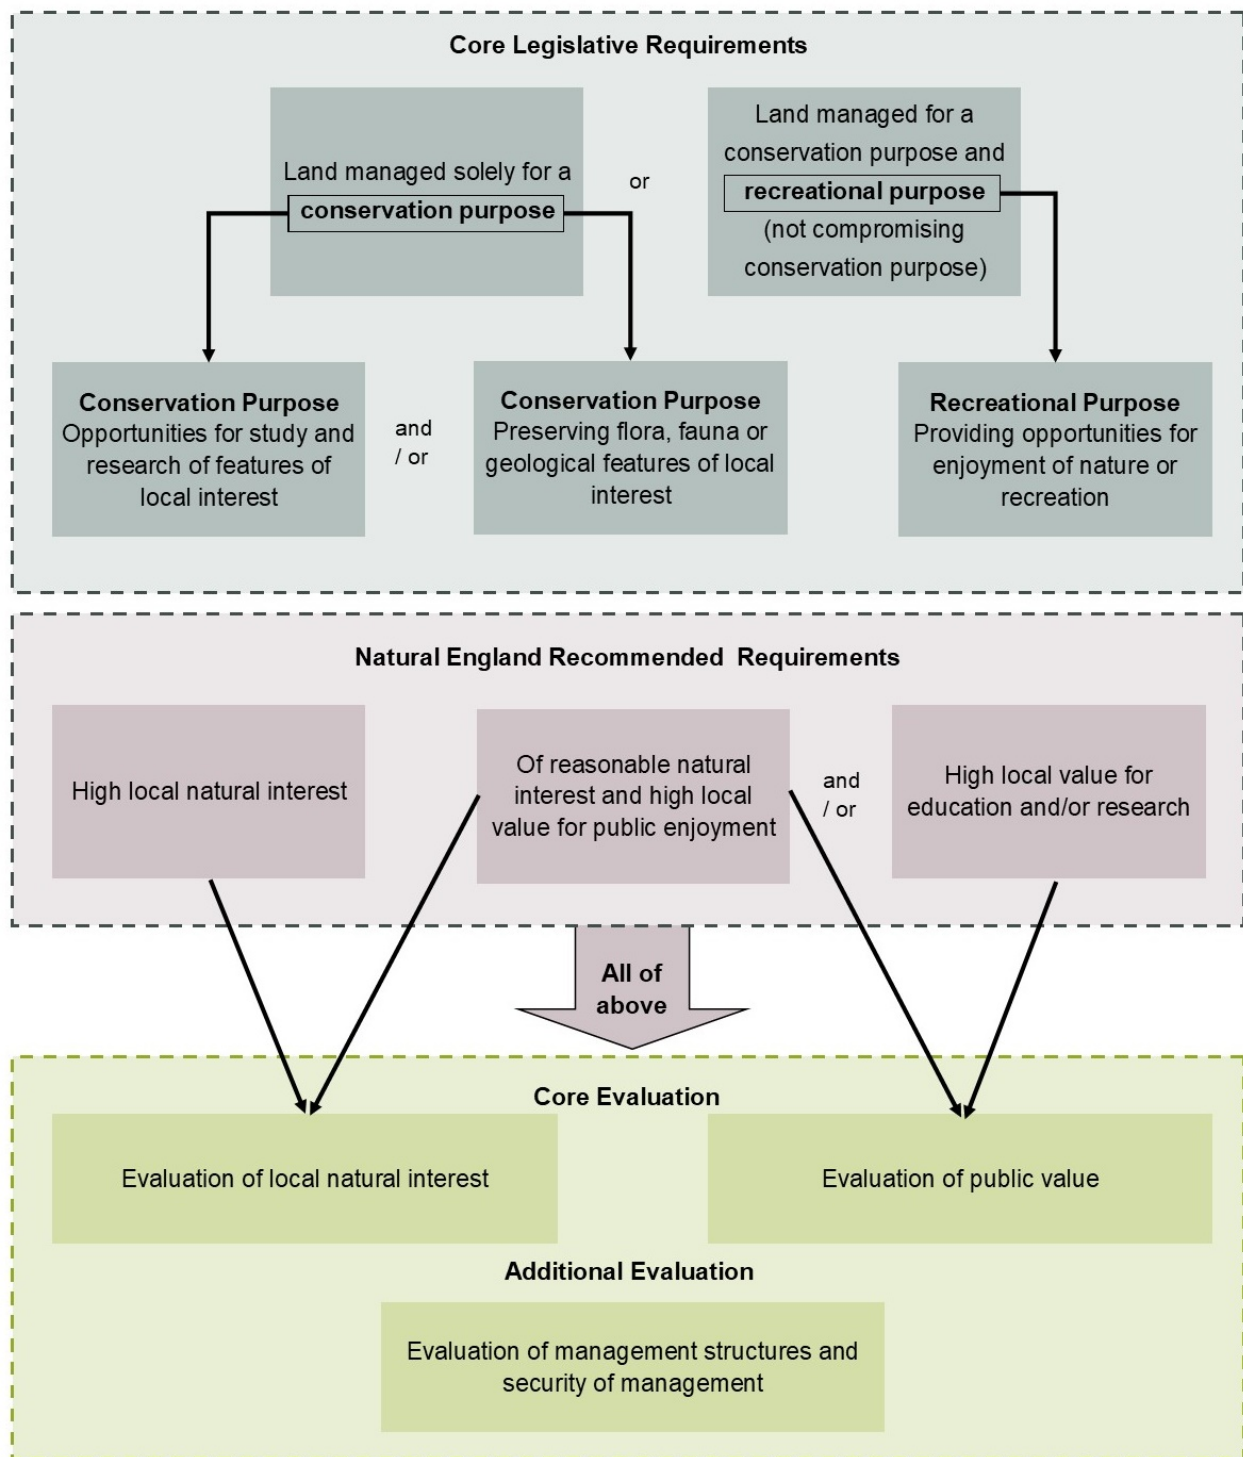 Core Legislative Requirements
Land managed solely for a
conservation purpose
or
Land managed for a
conservation purpose and
recreational purpose
(not compromising
conservation purpose)
Conservation Purpose
Opportunities for study and
research of features of
local interest
and
/ or
Conservation Purpose
Preserving flora, fauna or
geological features of local
interest
Recreational Purpose
Providing opportunities for
enjoyment of nature or
recreation
Natural England Recommended Requirements
High local natural interest
Of reasonable natural
interest and high local
value for public enjoyment
and
/ or
High local value for
education and/or research
All of
above
Core Evaluation
Evaluation of local natural interest
Evaluation of public value
Additional Evaluation
Evaluation of management structures and
security of management